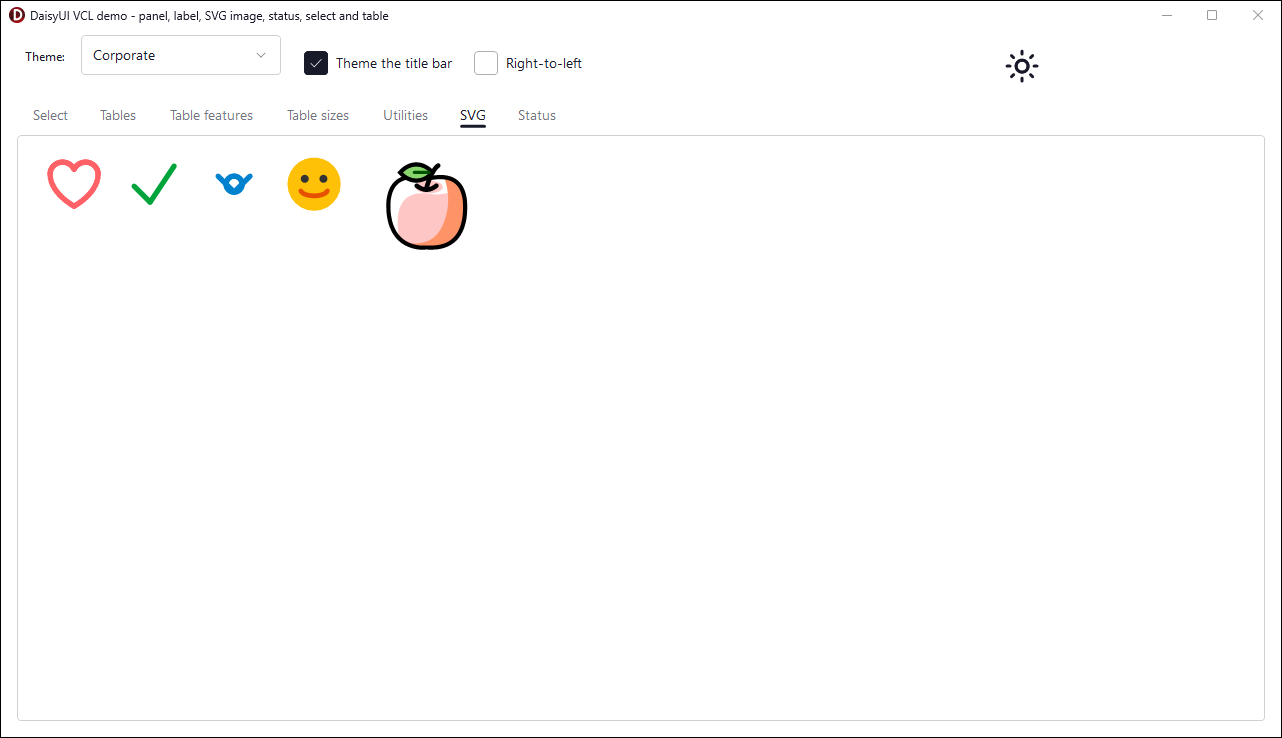 DaisyUI VCL demo - panel, label, SVG image, status, select and table
Theme: Corporate Theme the title bar Right-to-left
Select Tables Table features Table sizes Utilities SVG Status